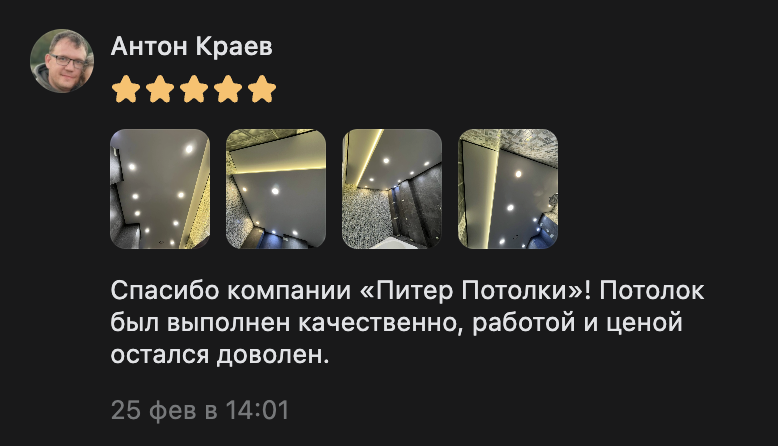 Антон Краев
Спасибо компании «Питер Потолки»! Потолок
был выполнен качественно, работой и ценой
остался доволен.
25 фев в 14:01